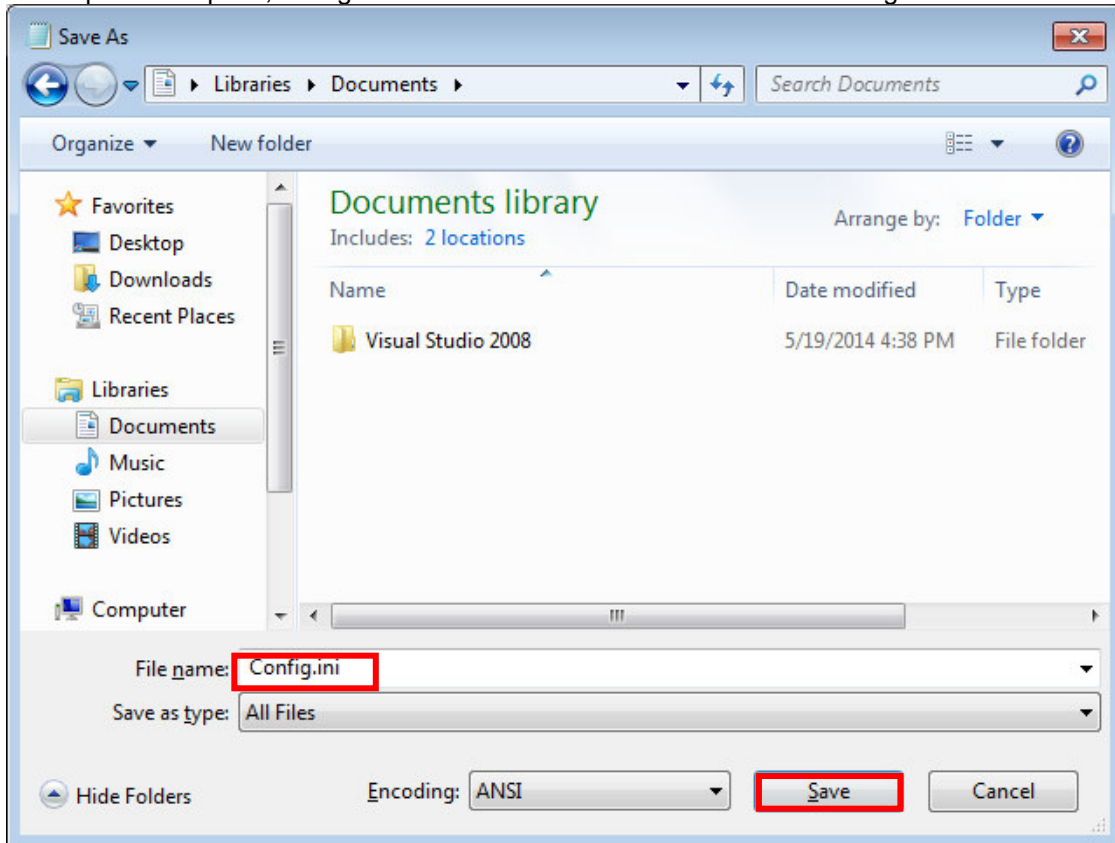 Save As
Libraries Documents
Search Documents
Organize New folder
Favorites
Desktop
Downloads
Recent Places
Libraries
Documents
Music
Pictures
Videos
Computer
Documents library
Includes: 2 locations
Arrange by: Folder
Name Date modified Type
Visual Studio 2008 5/19/2014 4:38 PM File folder
File name: Config.ini
Save as type: All Files
Hide Folders
Encoding: ANSI
Save
Cancel